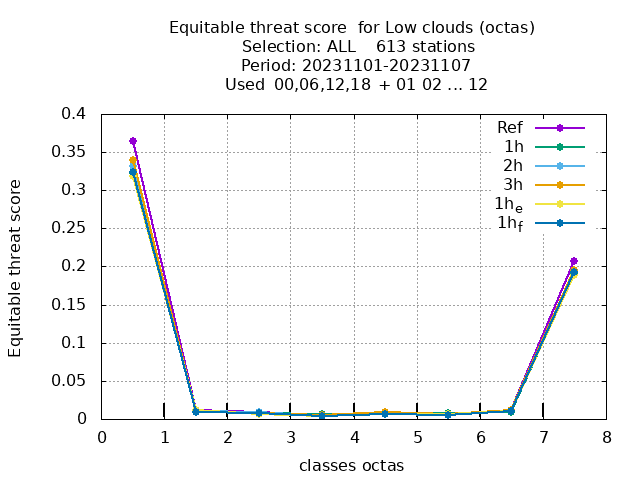 Equitable threat score  for Low clouds (octas)
Selection: ALL    613 stations
Period: 20231101-20231107
Used  00,06,12,18 + 01 02 ... 12
Equitable threat score
0.4
0.35
0.3
0.25
0.2
0.15
0.1
0.05
0
Ref
1h
2h
3h
1he
1hf
0 1 2 3 4 5 6 7 8
classes octas